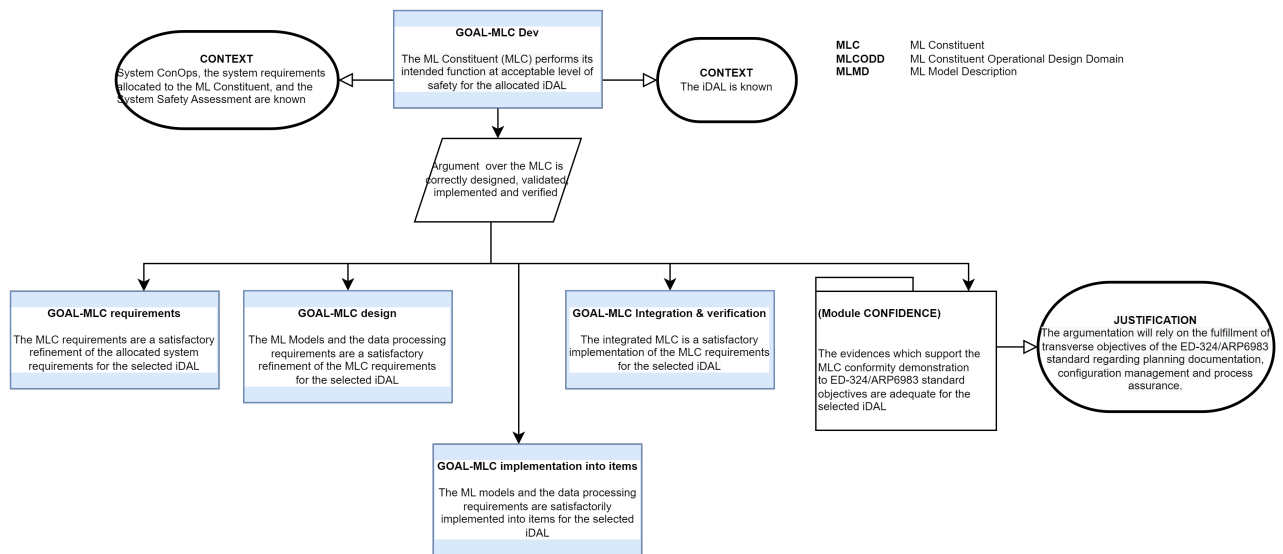 GOAL-MLC Dev
The ML Constituent (MLC) performs its
intended function at acceptable level of
safety for the allocated iDAL
CONTEXT
System ConOps, the system requirements
allocated to the ML Constituent, and the
System Safety Assessment are known
CONTEXT
The iDAL is known
MLC ML Constituent
MLCODD ML Constituent Operational Design Domain
MLMD ML Model Description
Argument over the MLC is
correctly designed, validated,
implemented and verified
GOAL-MLC requirements
The MLC requirements are a satisfactory
refinement of the allocated system
requirements for the selected iDAL
GOAL-MLC design
The ML Models and the data processing
requirements are a satisfactory
refinement of the MLC requirements
for the selected iDAL
GOAL-MLC Integration & verification
The integrated MLC is a satisfactory
implementation of the MLC requirements
for the selected iDAL
(Module CONFIDENCE)
The evidences which support the
MLC conformity demonstration
to ED-324/ARP6983 standard
objectives are adequate for the
selected iDAL
JUSTIFICATION
The argumentation will rely on the fulfillment of
transverse objectives of the ED-324/ARP6983
standard regarding planning documentation,
configuration management and process
assurance.
GOAL-MLC implementation into items
The ML models and the data processing
requirements are satisfactorily
implemented into items for the selected
iDAL